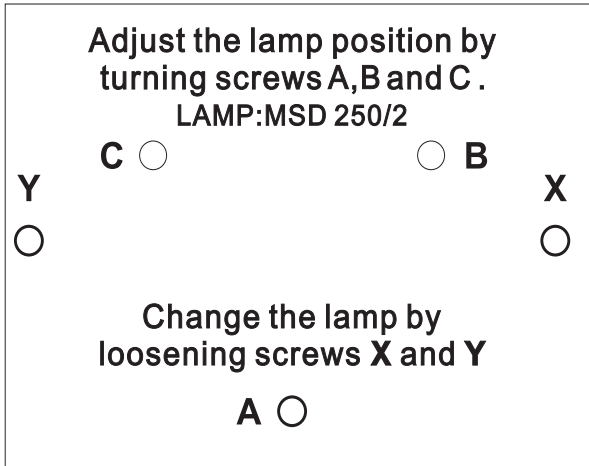 Adjust the lamp position by
turning screws A,B and C .
LAMP:MSD 250/2
C B
Y X
Change the lamp by
loosening screws X and Y
A